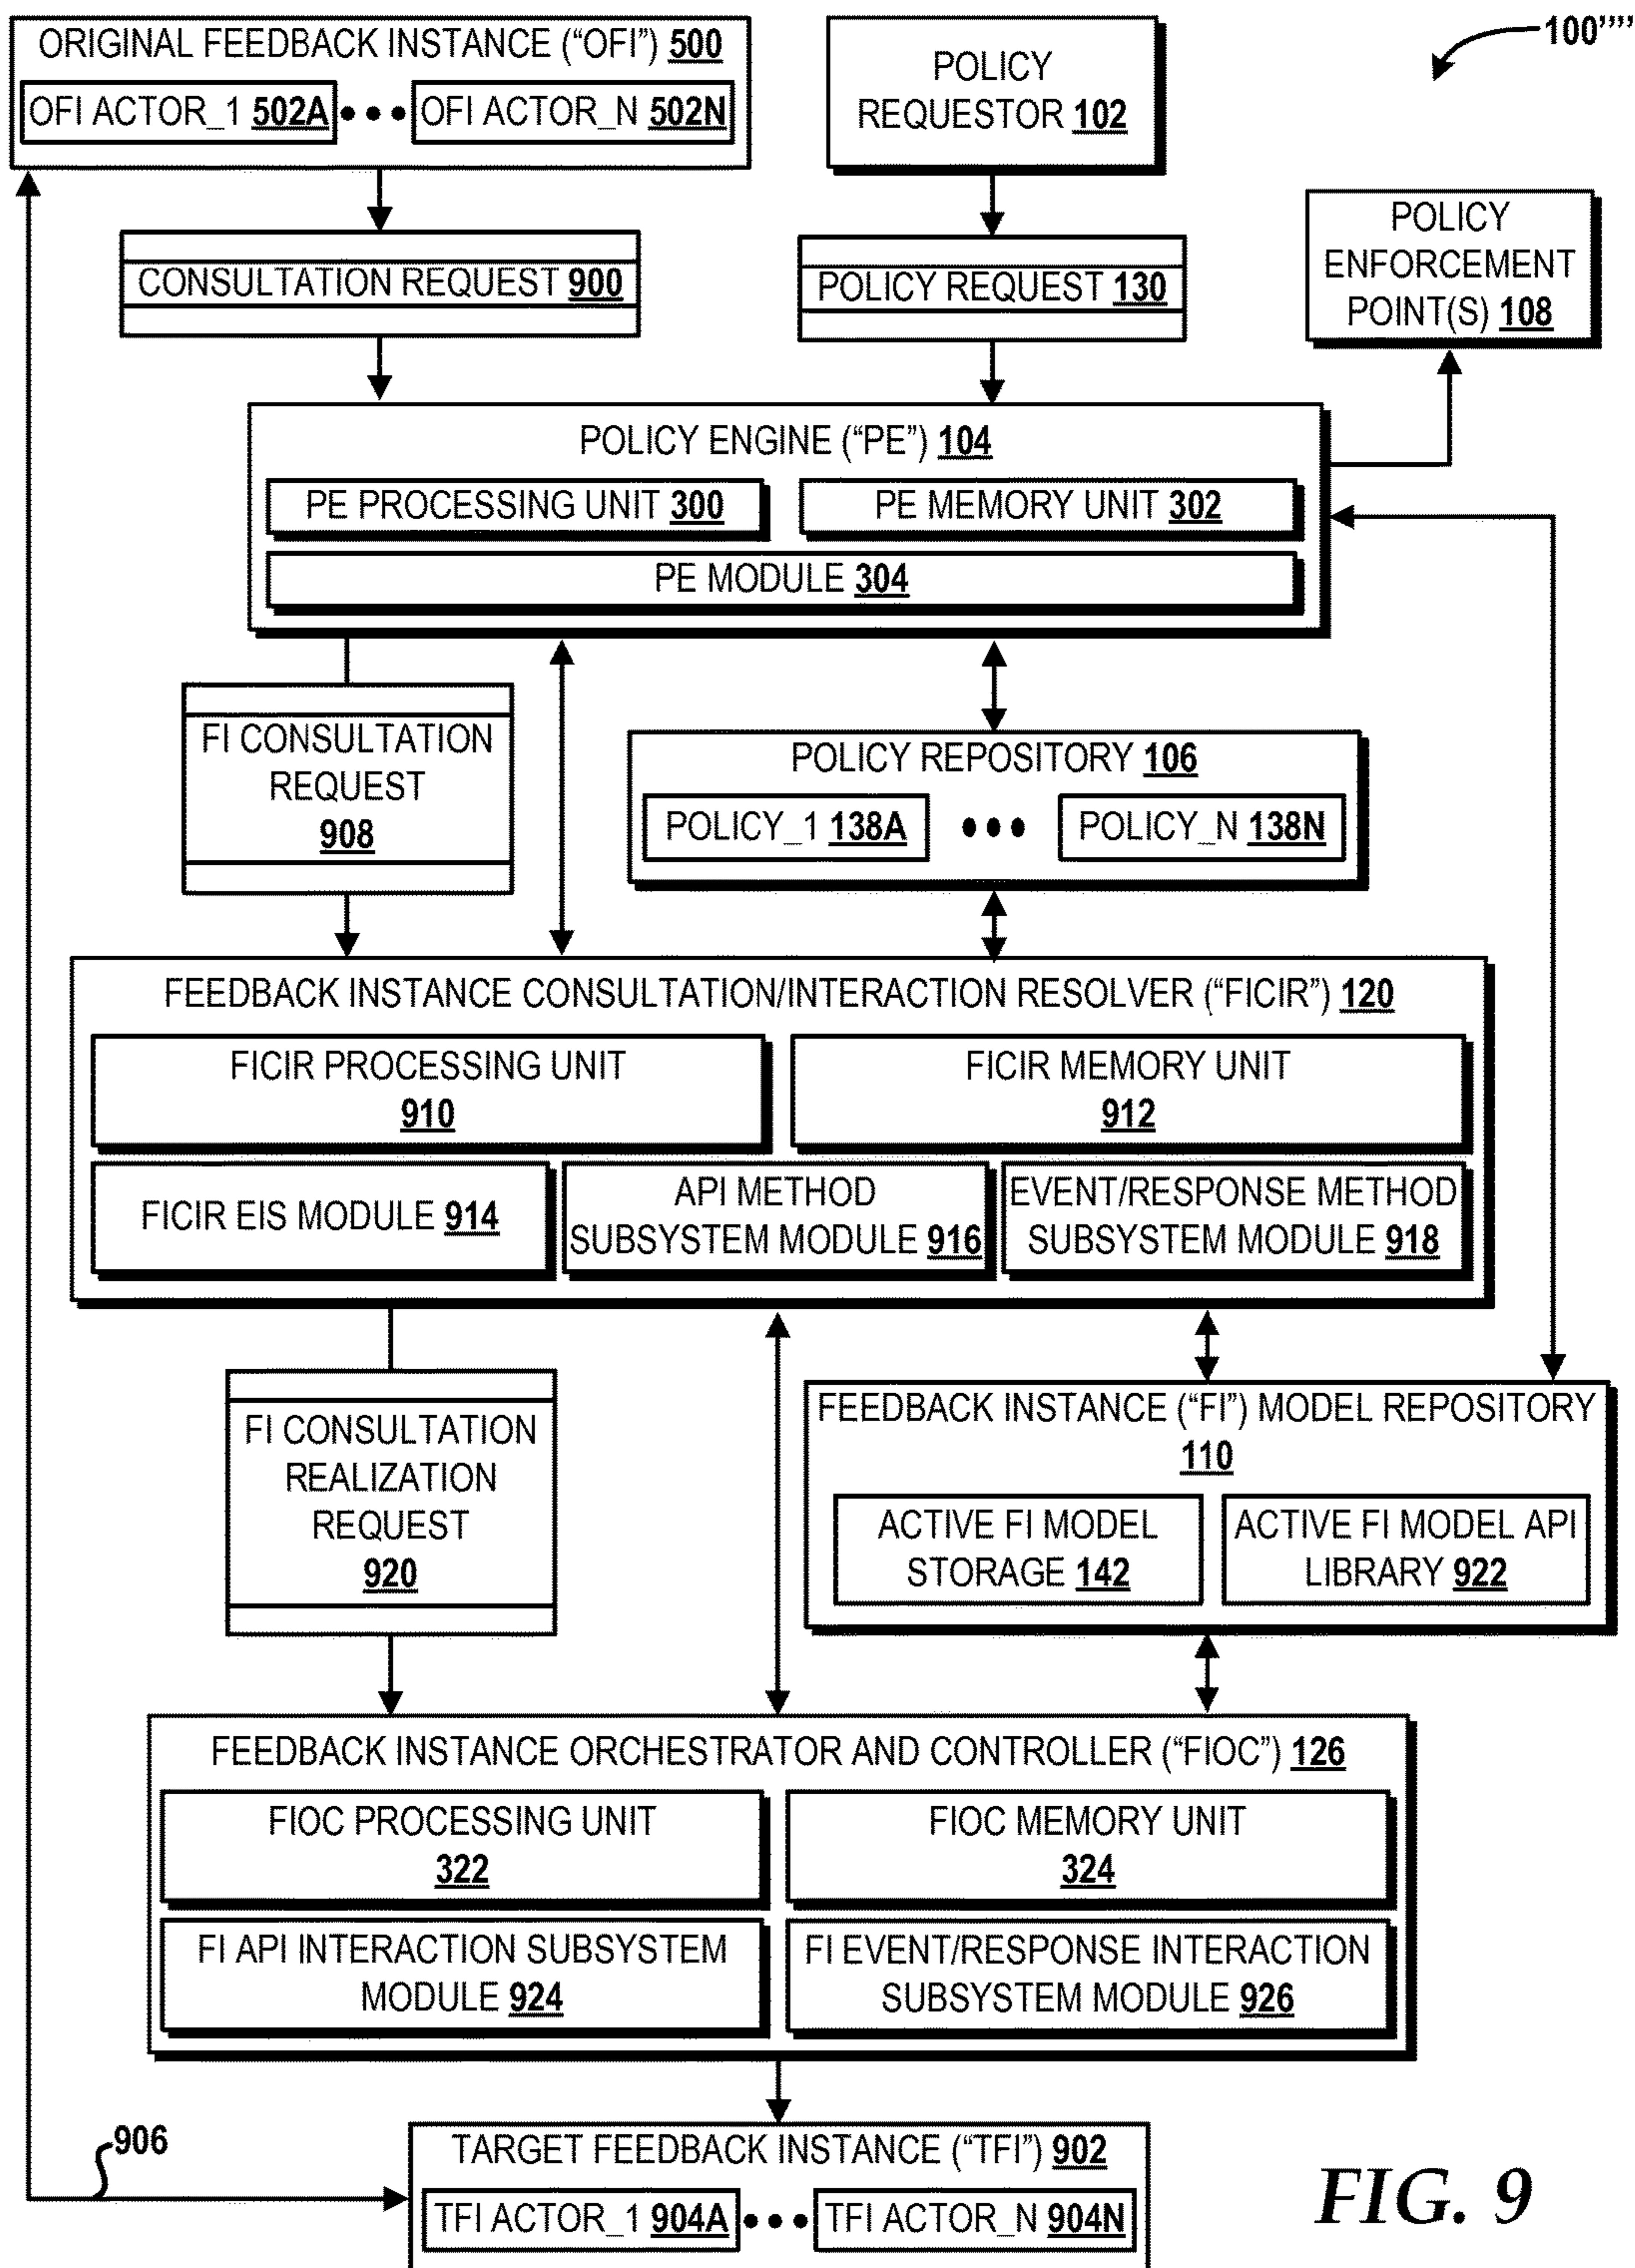 100''''
ORIGINAL FEEDBACK INSTANCE (“OFI”) 500
OFI ACTOR_1 502A ••• OFI ACTOR_N 502N
POLICY
REQUESTOR 102
POLICY
ENFORCEMENT
POINT(S) 108
CONSULTATION REQUEST 900
POLICY REQUEST 130
POLICY ENGINE (“PE”) 104
PE PROCESSING UNIT 300
PE MEMORY UNIT 302
PE MODULE 304
FI CONSULTATION
REQUEST
908
POLICY REPOSITORY 106
POLICY_1 138A ••• POLICY_N 138N
FEEDBACK INSTANCE CONSULTATION/INTERACTION RESOLVER (“FICIR”) 120
FICIR PROCESSING UNIT
910
FICIR MEMORY UNIT
912
FICIR EIS MODULE 914
API METHOD
SUBSYSTEM MODULE 916
EVENT/RESPONSE METHOD
SUBSYSTEM MODULE 918
FI CONSULTATION
REALIZATION
REQUEST
920
FEEDBACK INSTANCE (“FI”) MODEL REPOSITORY
110
ACTIVE FI MODEL
STORAGE 142
ACTIVE FI MODEL API
LIBRARY 922
FEEDBACK INSTANCE ORCHESTRATOR AND CONTROLLER (“FIOC”) 126
FIOC PROCESSING UNIT
322
FIOC MEMORY UNIT
324
FI API INTERACTION SUBSYSTEM
MODULE 924
FI EVENT/RESPONSE INTERACTION
SUBSYSTEM MODULE 926
906
TARGET FEEDBACK INSTANCE (“TFI”) 902
TFI ACTOR_1 904A ••• TFI ACTOR_N 904N
FIG. 9